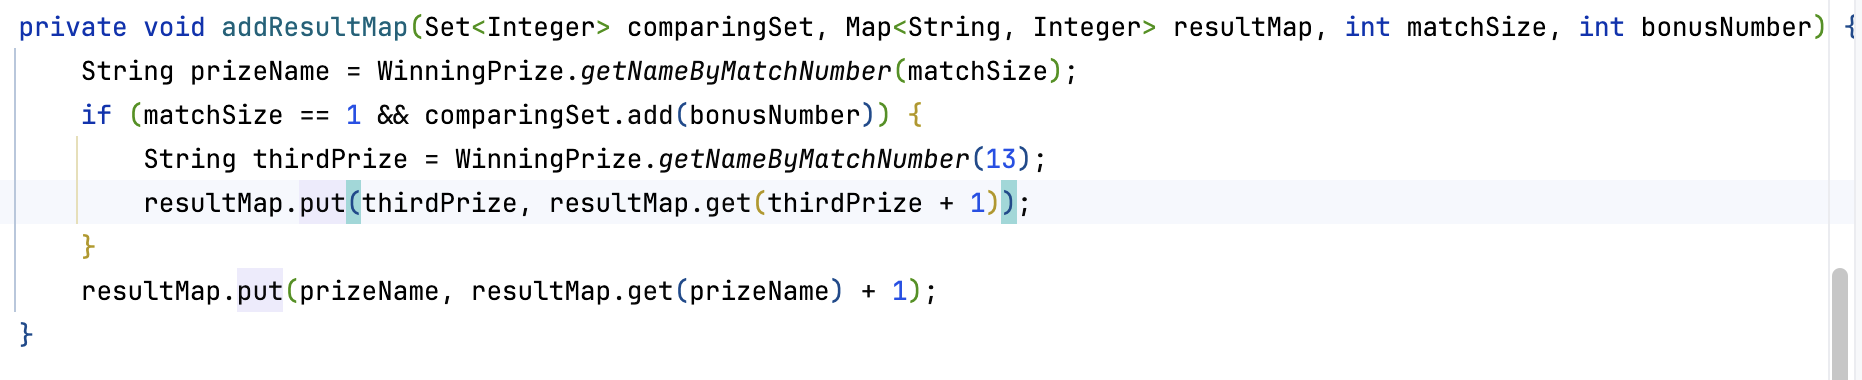 private void addResultMap(Set<Integer> comparingSet, Map<String, Integer> resultMap, int matchSize, int bonusNumber) {
    String prizeName = WinningPrize.getNameByMatchNumber(matchSize);
    if (matchSize == 1 && comparingSet.add(bonusNumber)) {
        String thirdPrize = WinningPrize.getNameByMatchNumber(13);
        resultMap.put(thirdPrize, resultMap.get(thirdPrize + 1));
    }
    resultMap.put(prizeName, resultMap.get(prizeName) + 1);
}